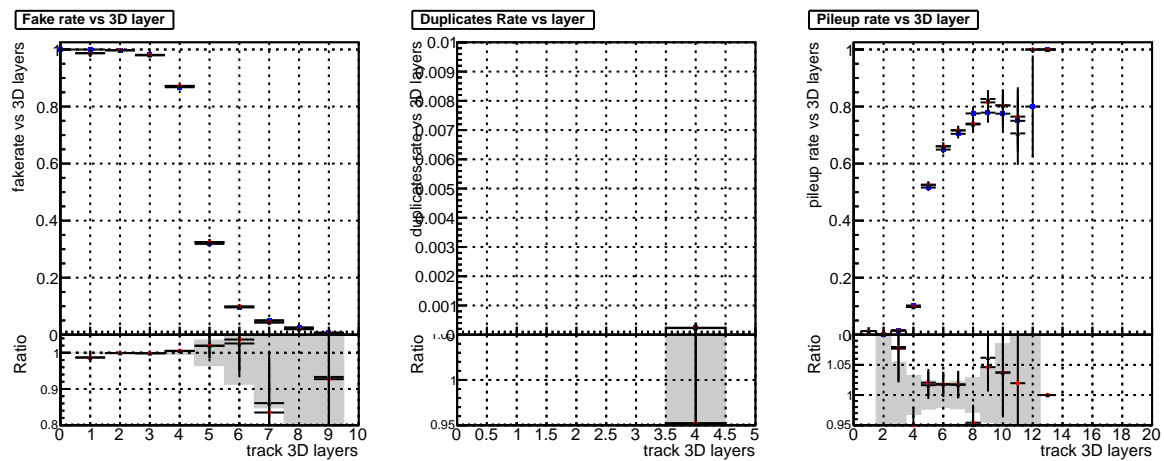 Fake rate vs 3D layer
fakerate vs 3D layers
1
0.8
0.6
0.4
0.2
0
Ratio
1
0.9
0.8
0 1 2 3 4 5 6 7 8 9 10
track 3D layers
Duplicates Rate vs layer
duplicates rate vs 3D layers
0.01
0.009
0.008
0.007
0.006
0.005
0.004
0.003
0.002
0.001
0
Ratio
1
0.95
0 0.5 1 1.5 2 2.5 3 3.5 4 4.5 5
track 3D layers
Pileup rate vs 3D layer
pileup rate vs 3D layers
1
0.8
0.6
0.4
0.2
0
Ratio
1.05
1
0.95
0 2 4 6 8 10 12 14 16 18 20
track 3D layers